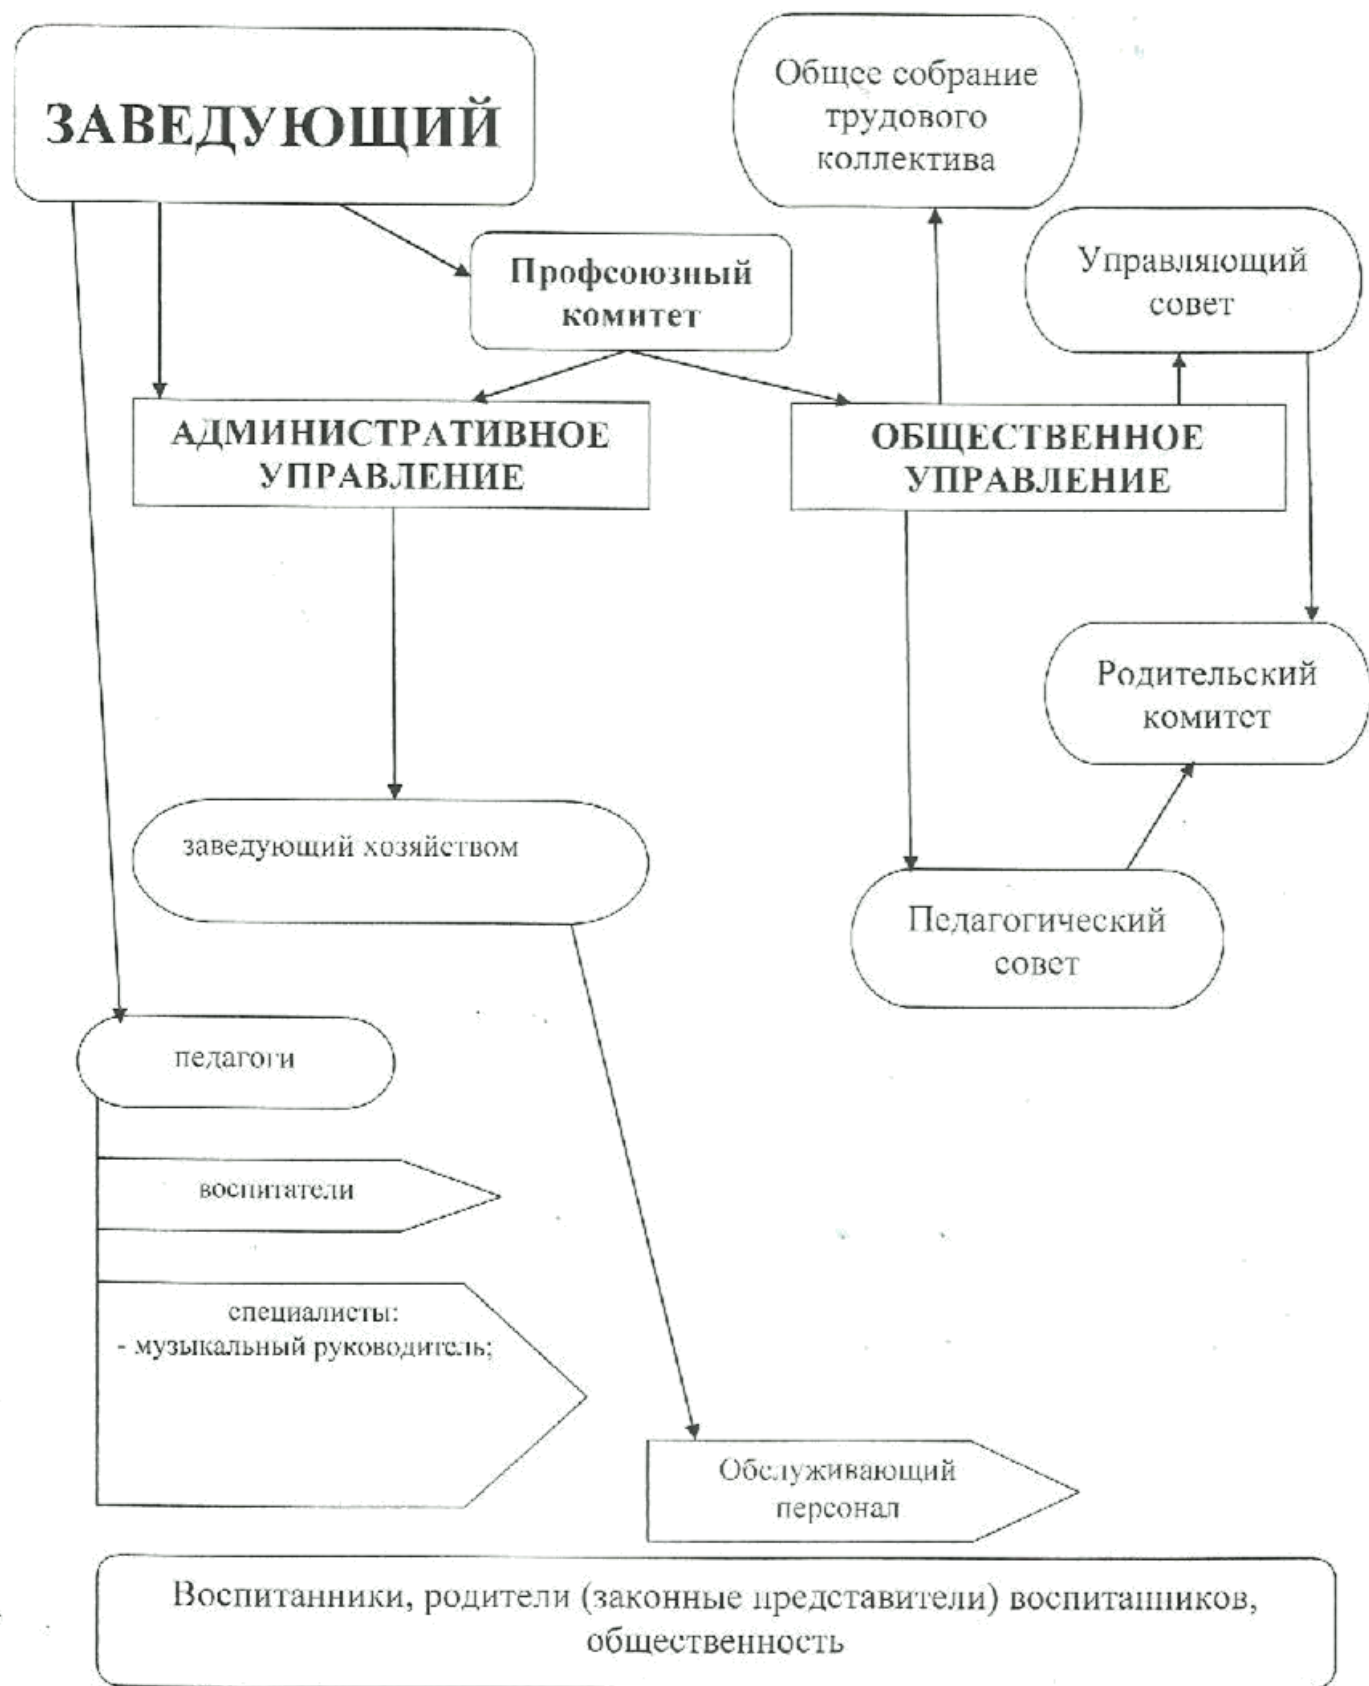 ЗАВЕДУЮЩИЙ
Общее собрание
трудового
коллектива
Управляющий
совет
Профсоюзный
комитет
АДМИНИСТРАТИВНОЕ
УПРАВЛЕНИЕ
ОБЩЕСТВЕННОЕ
УПРАВЛЕНИЕ
Родительский
комитет
заведующий хозяйством
Педагогический
совет
педагоги
воспитатели
специалисты:
- музыкальный руководитель;
Обслуживающий
персонал
Воспитанники, родители (законные представители) воспитанников,
общественность